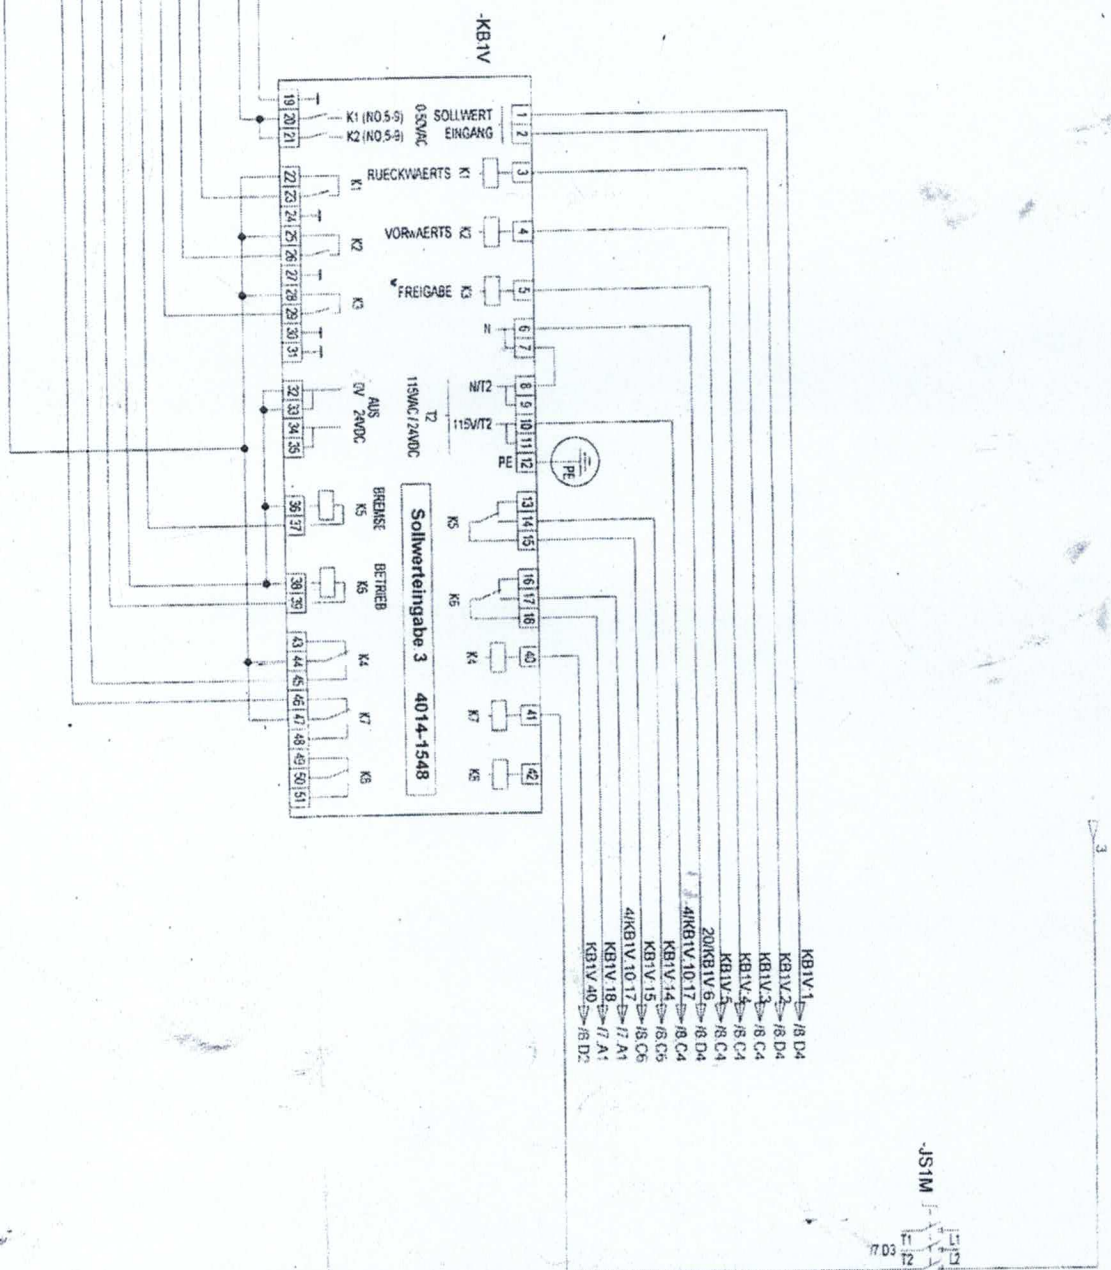 -KB1V
19
20
21
K1 (NO,5-9)
K2 (NO,5-9)
0-50VAC
SOLLWERT
EINGANG
1
2
22
23
K1
RUECKWAERTS
K1
3
24
25
26
K2
VORWAERTS
K2
4
27
28
29
K3
FREIGABE
K3
5
30
31
N
6
7
32
33
34
35
0V 24VDC
AUS
115VAC / 24VDC
T2
N/T2
8
9
115V/T2
10
11
PE
12
PE
36
37
K5
BREMSE
K5
13
14
15
38
39
K6
BETRIEB
K6
16
17
18
Sollwerteingabe 3 4014-1548
43
44
45
K4
K4
40
46
47
48
K7
K7
41
49
50
51
K8
K8
42
3
KB1V:1 /8.D4
KB1V:2 /8.D4
KB1V:3 /8.C4
KB1V:4 /8.C4
KB1V:5 /8.C4
20/KB1V:6 /8.D4
4/KB1V:10:17 /8.C4
KB1V:14 /8.C6
KB1V:15 /8.C6
4/KB1V:10:17 /7.A1
KB1V:18 /7.A1
KB1V:40 /8.D2
-JS1M
/7.D3
T1
L1
T2
L2